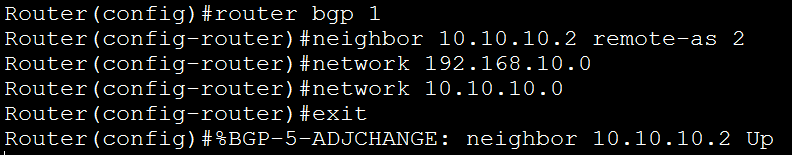 Router(config)#router bgp 1
Router(config-router)#neighbor 10.10.10.2 remote-as 2
Router(config-router)#network 192.168.10.0
Router(config-router)#network 10.10.10.0
Router(config-router)#exit
Router(config)#%BGP-5-ADJCHANGE: neighbor 10.10.10.2 Up